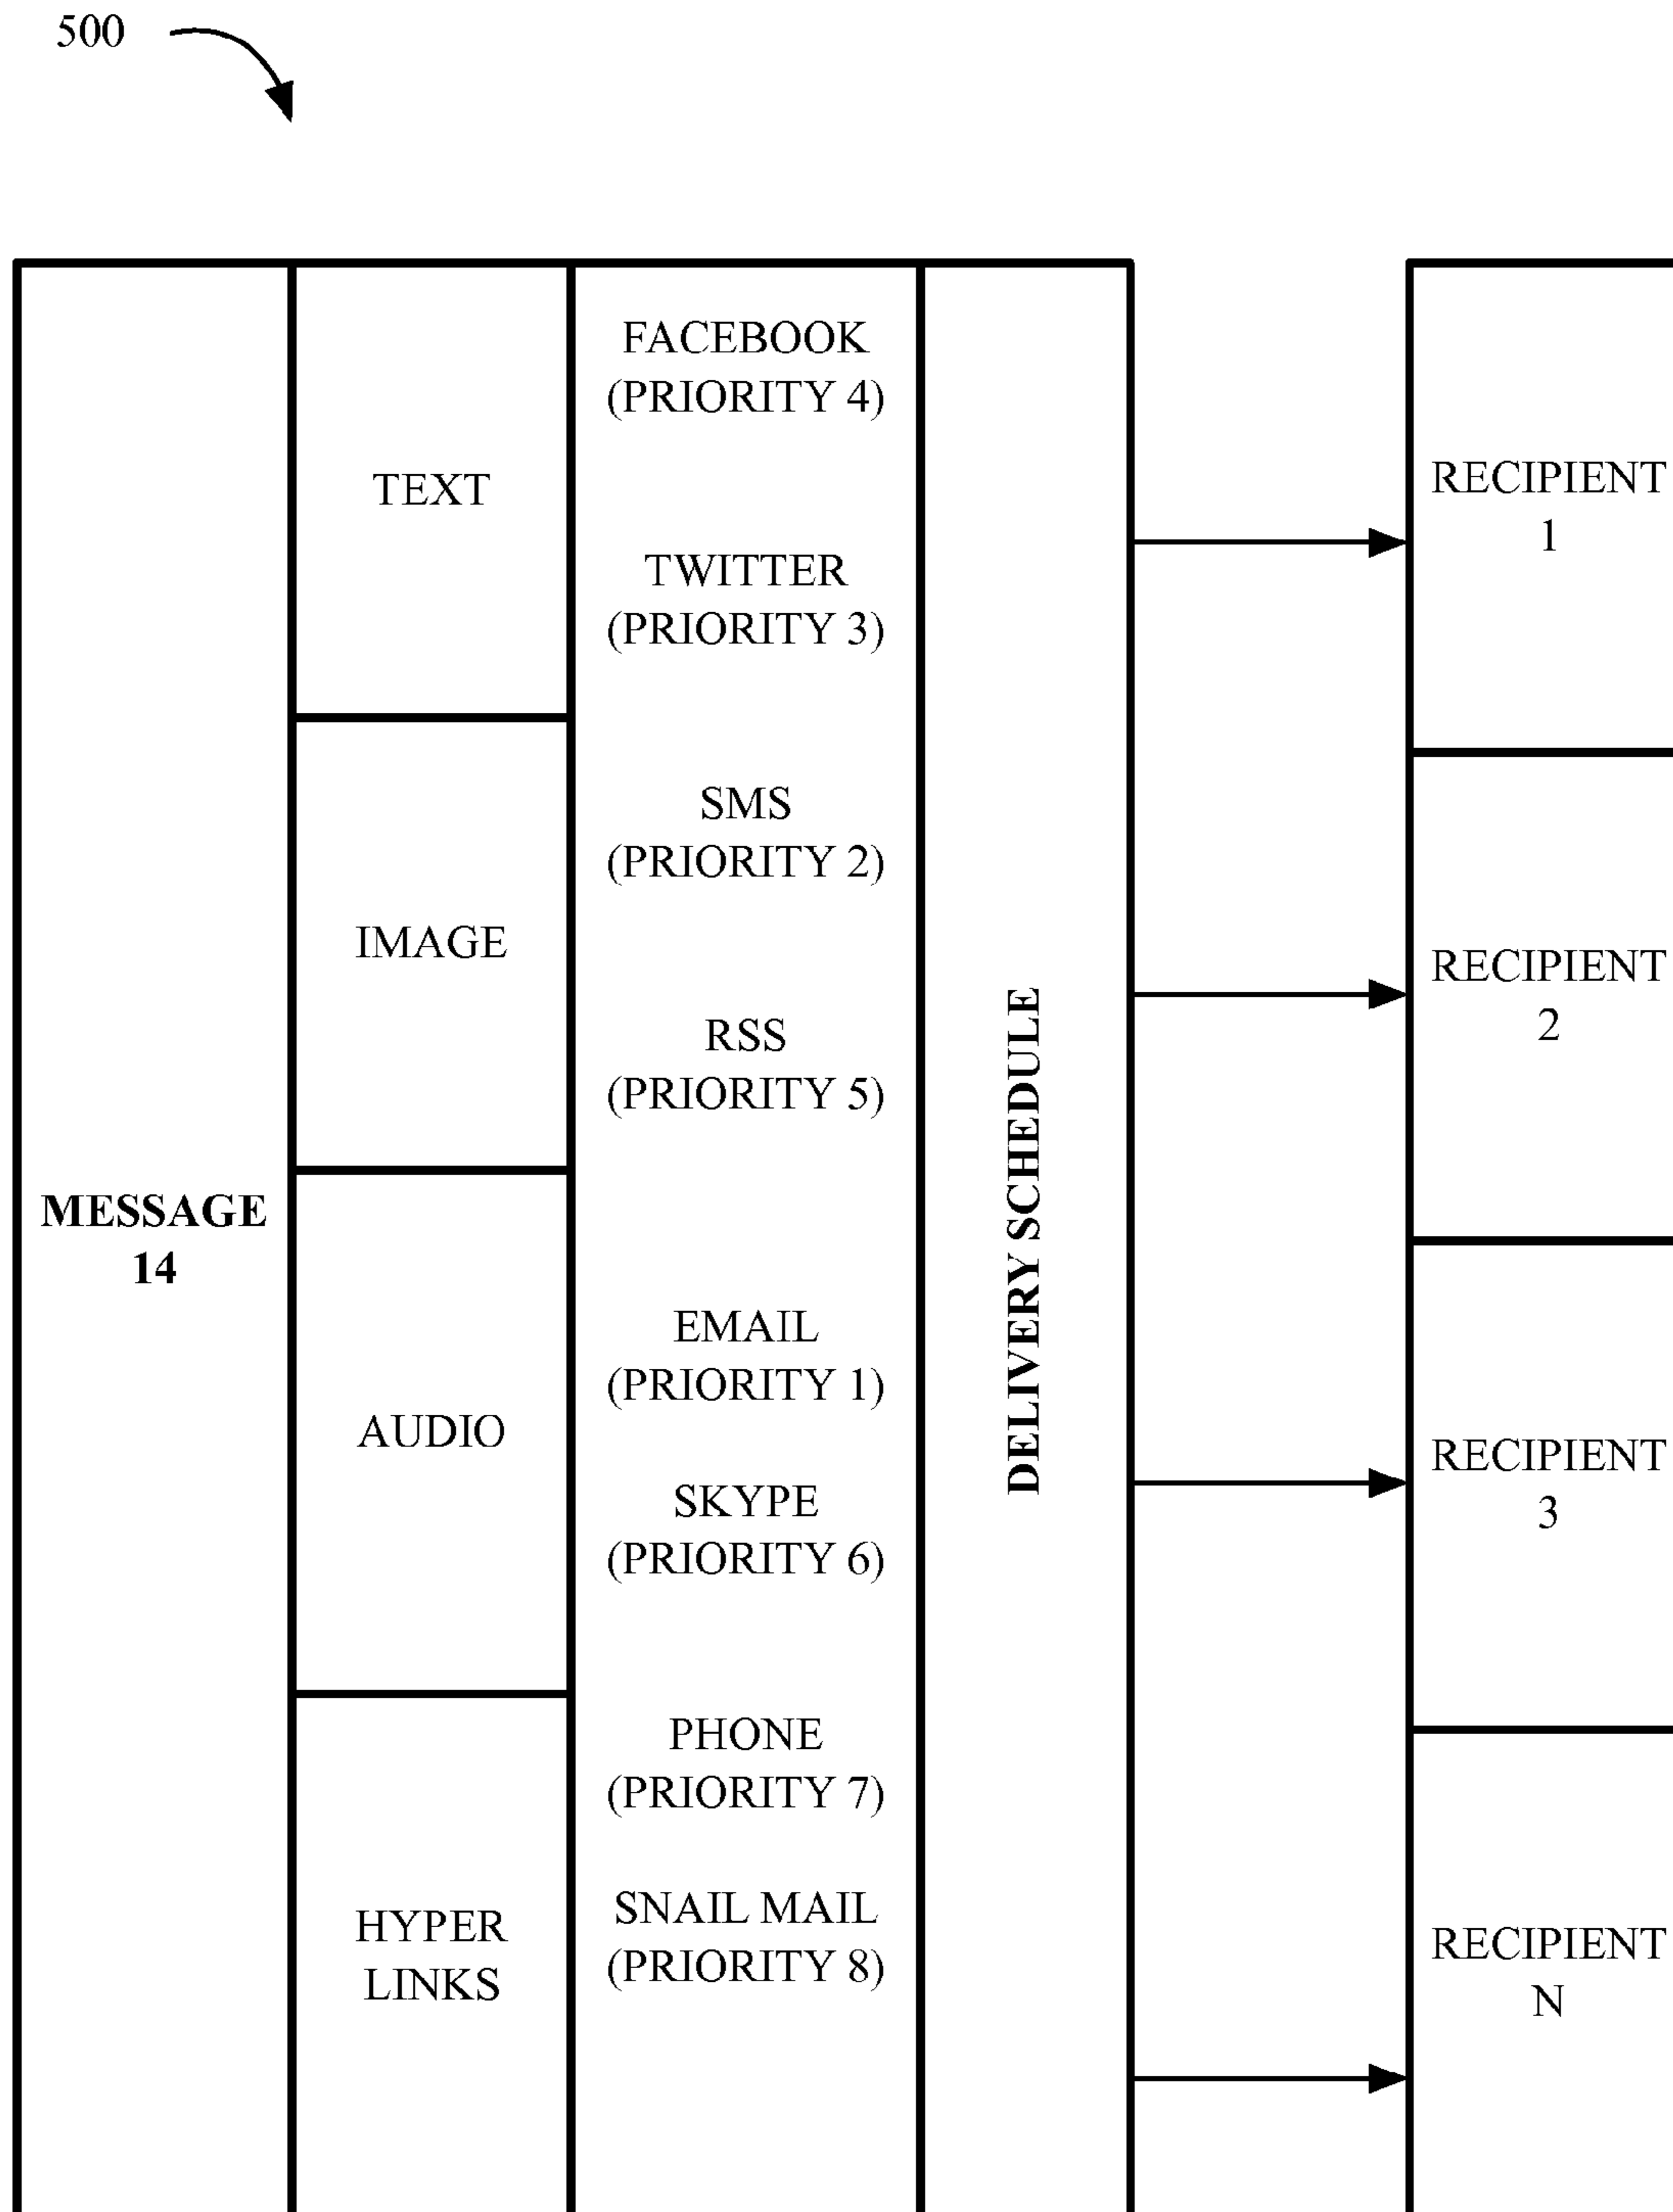 500
MESSAGE
14
TEXT
IMAGE
AUDIO
HYPER
LINKS
FACEBOOK
(PRIORITY 4)
TWITTER
(PRIORITY 3)
SMS
(PRIORITY 2)
RSS
(PRIORITY 5)
EMAIL
(PRIORITY 1)
SKYPE
(PRIORITY 6)
PHONE
(PRIORITY 7)
SNAIL MAIL
(PRIORITY 8)
DELIVERY SCHEDULE
RECIPIENT
1
RECIPIENT
2
RECIPIENT
3
RECIPIENT
N